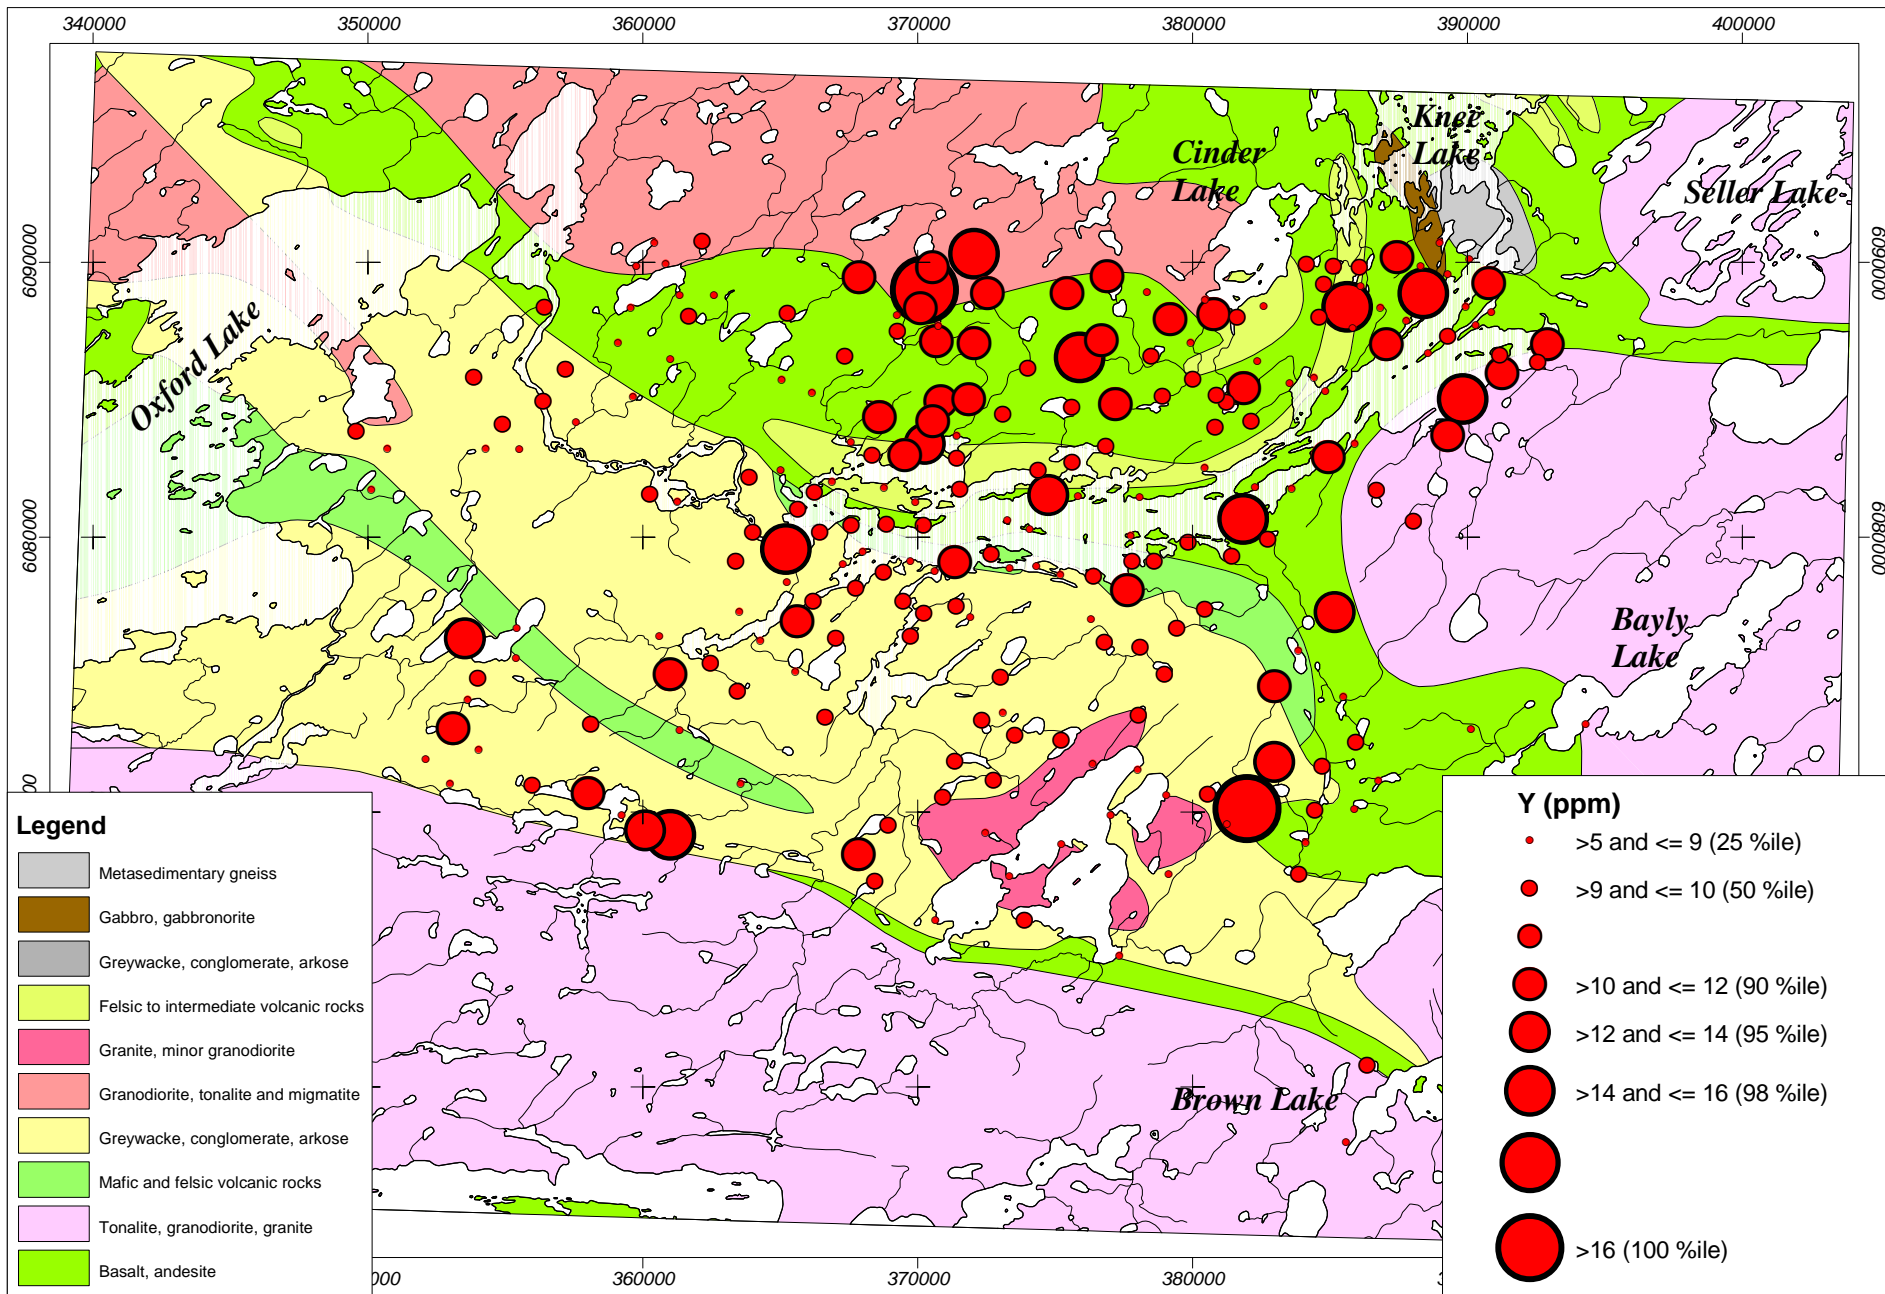 340000
350000
360000
370000
380000
390000
400000
Knee
Lake
Cinder
Lake
Seller Lake
6090000
6090000
Oxford Lake
6080000
6080000
Bayly
Lake
Brown Lake
Legend
Metasedimentary gneiss
Gabbro, gabbronorite
Greywacke, conglomerate, arkose
Felsic to intermediate volcanic rocks
Granite, minor granodiorite
Granodiorite, tonalite and migmatite
Greywacke, conglomerate, arkose
Mafic and felsic volcanic rocks
Tonalite, granodiorite, granite
Basalt, andesite
Y (ppm)
>5 and <= 9 (25 %ile)
>9 and <= 10 (50 %ile)
>10 and <= 12 (90 %ile)
>12 and <= 14 (95 %ile)
>14 and <= 16 (98 %ile)
>16 (100 %ile)
360000
370000
380000